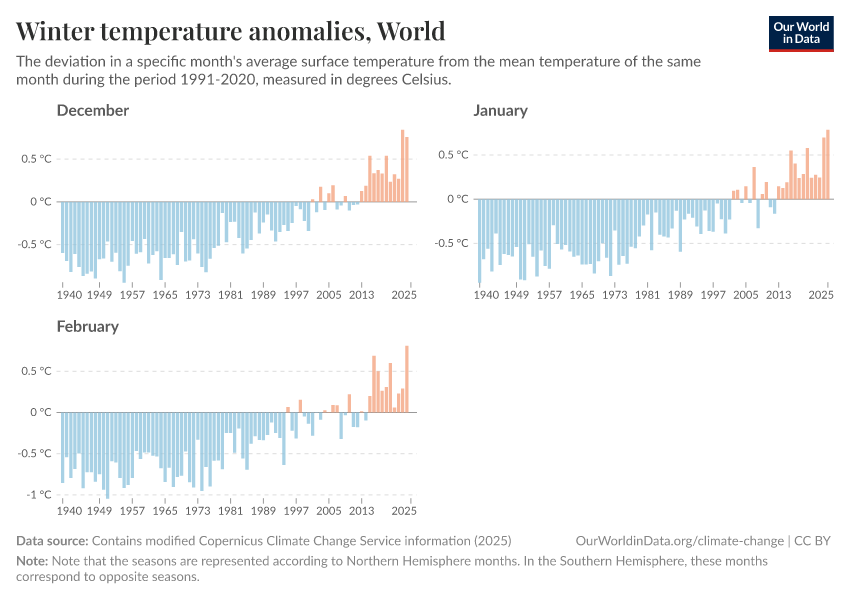 Winter temperature anomalies, World
Our World
in Data
The deviation in a specific month's average surface temperature from the mean temperature of the same
month during the period 1991-2020, measured in degrees Celsius.
December
0.5 °C
0 °C
-0.5 °C
1940 1949 1957 1965 1973 1981 1989 1997 2005 2013 2025
January
0.5 °C
0 °C
-0.5 °C
1940 1949 1957 1965 1973 1981 1989 1997 2005 2013 2025
February
0.5 °C
0 °C
-0.5 °C
-1 °C
1940 1949 1957 1965 1973 1981 1989 1997 2005 2013 2025
Data source: Contains modified Copernicus Climate Change Service information (2025)
OurWorldinData.org/climate-change | CC BY
Note: Note that the seasons are represented according to Northern Hemisphere months. In the Southern Hemisphere, these months
correspond to opposite seasons.